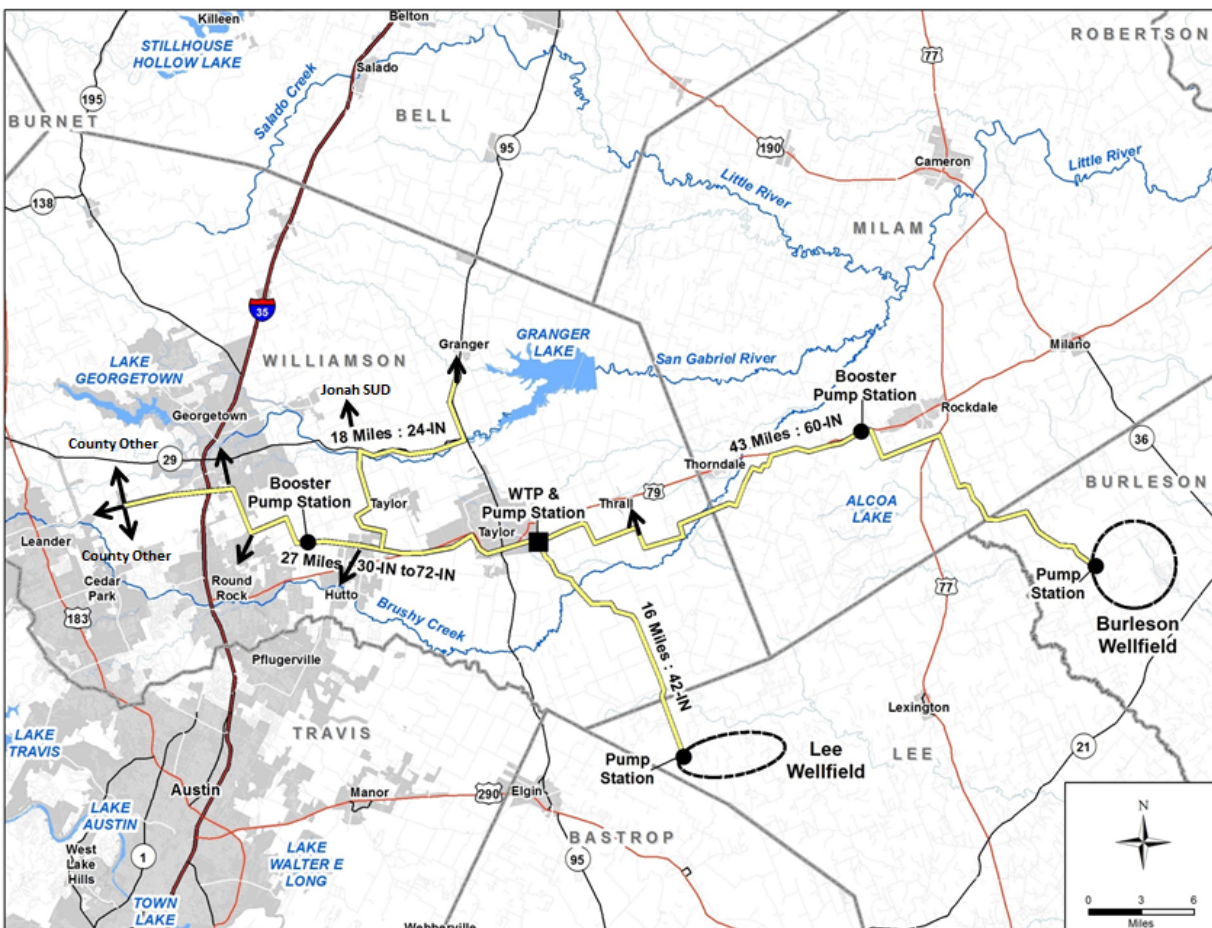 Killeen
Belton
ROBERTSON
STILLHOUSE
HOLLOW LAKE
77
Salado
195
Salado Creek
BELL
BURNET
95
190
Cameron
Little River
Little River
138
MILAM
35
GRANGER
LAKE
Granger
San Gabriel River
Milano
WILLIAMSON
LAKE
GEORGETOWN
Jonah SUD
Booster
Pump Station
Georgetown
Rockdale
18 Miles : 24-IN
43 Miles : 60-IN
36
County Other
29
Thorndale
BURLESON
Booster
Pump Station
WTP &
Pump Station
79
Taylor
Thrall
ALCOA
LAKE
Leander
Taylor
County Other
27 Miles : 30-IN to72-IN
Cedar
Park
Round
Rock
Hutto
Pump
Station
77
183
Brushy Creek
Burleson
Wellfield
16 Miles : 42-IN
Pflugerville
Lexington
LAKE
TRAVIS
TRAVIS
LEE
21
Pump
Station
Lee
Wellfield
Austin
Manor
290
Elgin
LAKE
AUSTIN
BASTROP
N
West
Lake
Hills
1
LAKE
WALTER E
LONG
95
TOWN
LAKE
0 3 6
Miles
Webberville